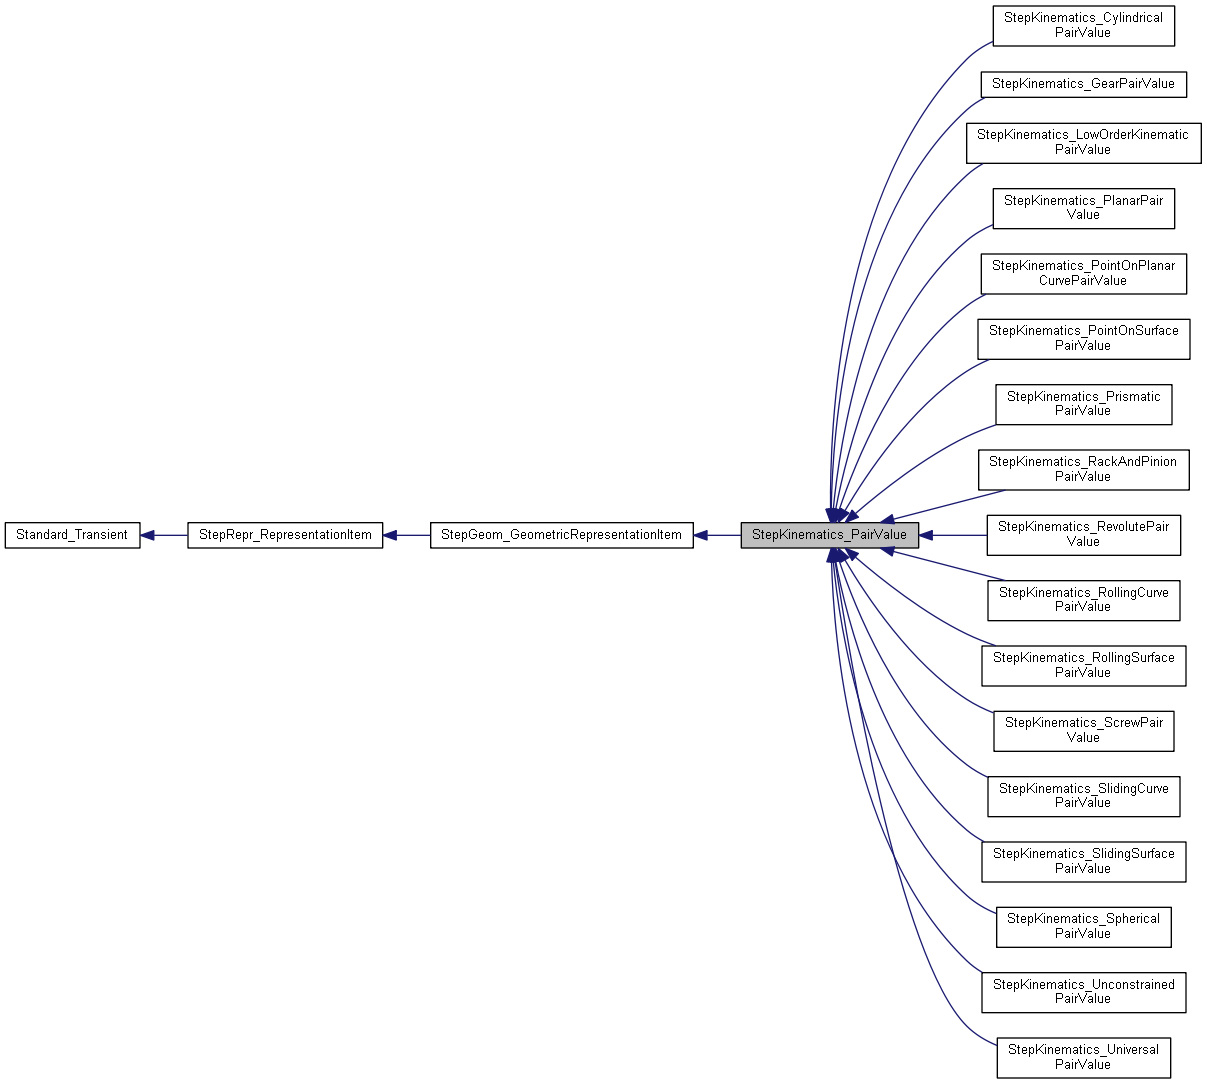 StepKinematics_Cylindrical
PairValue
StepKinematics_GearPairValue
StepKinematics_LowOrderKinematic
PairValue
StepKinematics_PlanarPair
Value
StepKinematics_PointOnPlanar
CurvePairValue
StepKinematics_PointOnSurface
PairValue
StepKinematics_Prismatic
PairValue
StepKinematics_RackAndPinion
PairValue
Standard_Transient
StepRepr_RepresentationItem
StepGeom_GeometricRepresentationItem
StepKinematics_PairValue
StepKinematics_RevolutePair
Value
StepKinematics_RollingCurve
PairValue
StepKinematics_RollingSurface
PairValue
StepKinematics_ScrewPair
Value
StepKinematics_SlidingCurve
PairValue
StepKinematics_SlidingSurface
PairValue
StepKinematics_Spherical
PairValue
StepKinematics_Unconstrained
PairValue
StepKinematics_Universal
PairValue